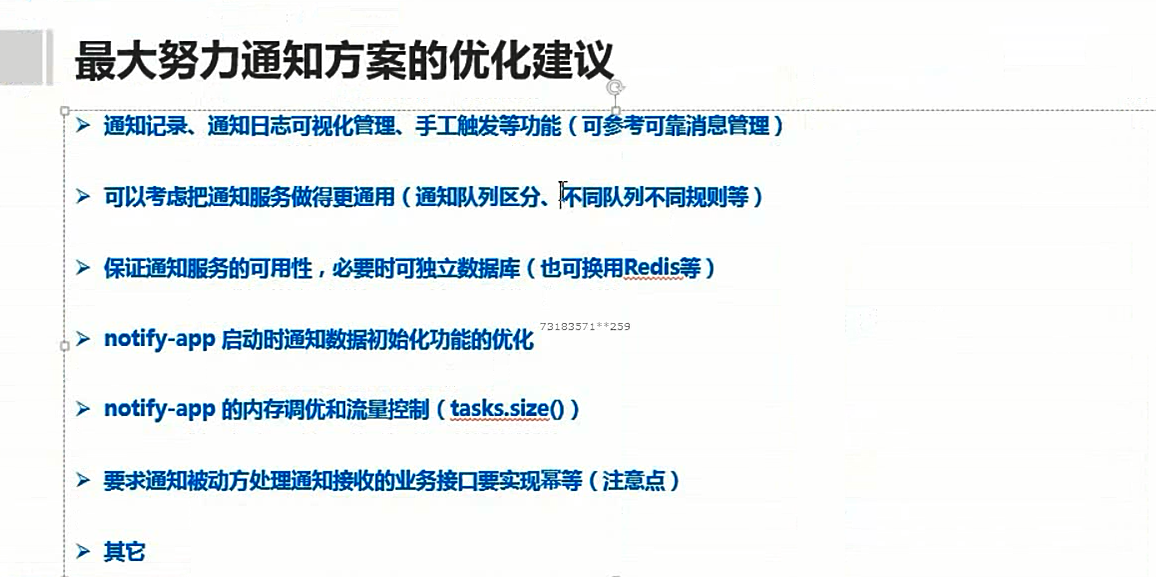 最大努力通知方案的优化建议
通知记录、通知日志可视化管理、手工触发等功能（可参考可靠消息管理）
可以考虑把通知服务做得更通用（通知队列区分、不同队列不同规则等）
保证通知服务的可用性，必要时可独立数据库（也可换用Redis等）
73183571**259
notify-app 启动时通知数据初始化功能的优化
notify-app 的内存调优和流量控制（tasks.size()）
要求通知被动方处理通知接收的业务接口要实现幂等（注意点）
其它